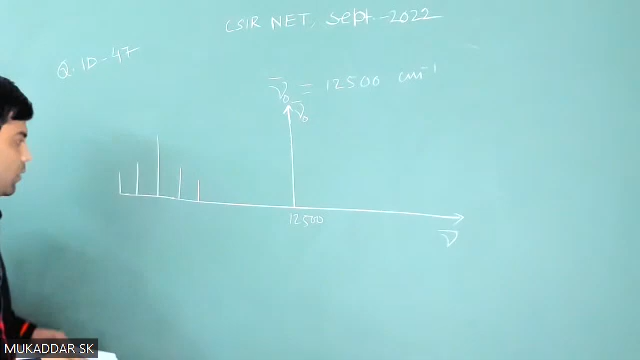 CSIR NET, Sept.-2022
Q.ID-47
ν̄₀ = 12500 cm⁻¹
ν̄₀
12500
ν̄
MUKADDAR SK